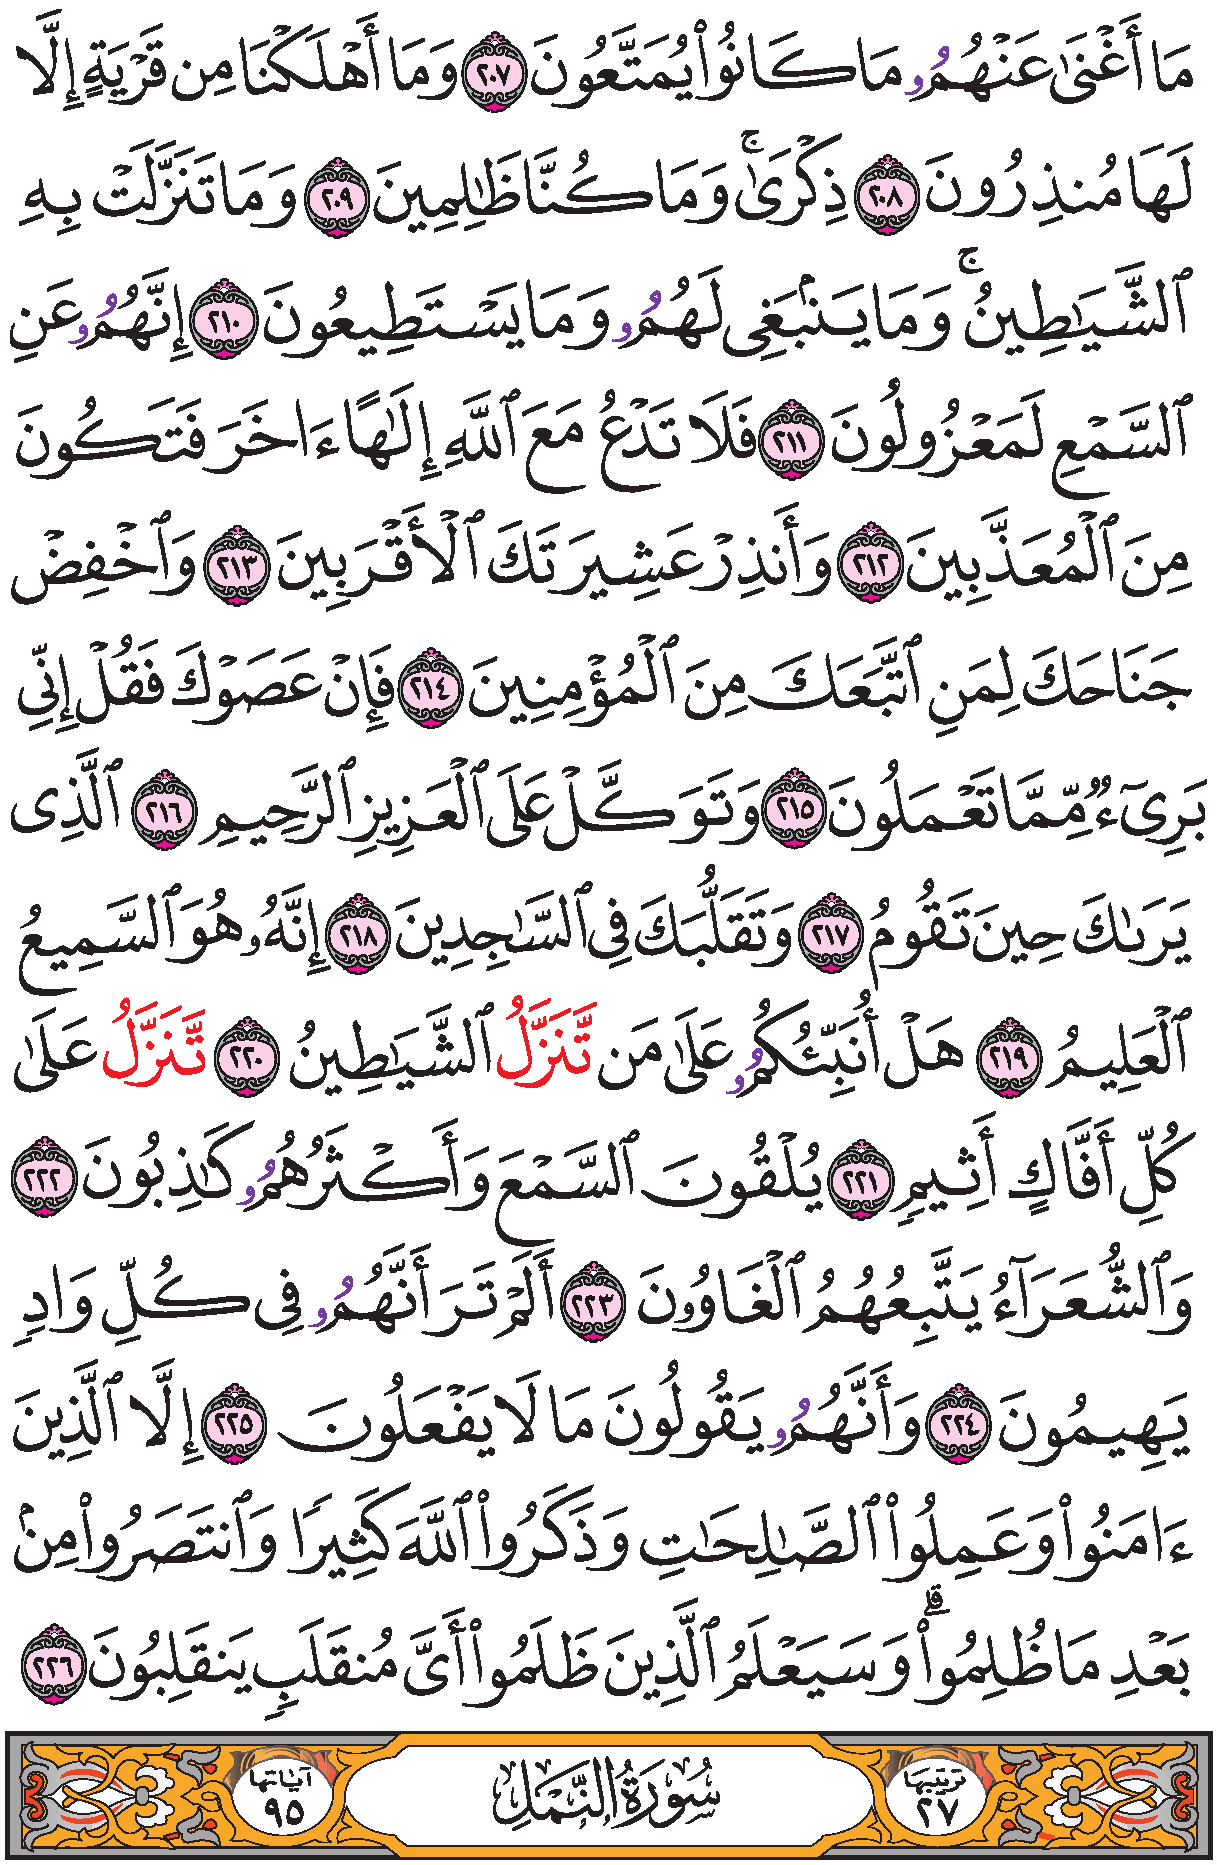 مَا أَغْنَىٰ عَنْهُمُۥ مَا كَانُوا۟ يُمَتَّعُونَ ٢٠٧ وَمَا أَهْلَكْنَا مِن قَرْيَةٍ إِلَّا
لَهَا مُنذِرُونَ ٢٠٨ ذِكْرَىٰ ۚ وَمَا كُنَّا ظَٰلِمِينَ ٢٠٩ وَمَا تَنَزَّلَتْ بِهِ
ٱلشَّيَٰطِينُ ۚ وَمَا يَنۢبَغِى لَهُمُۥ وَمَا يَسْتَطِيعُونَ ٢١٠ إِنَّهُمُۥ عَنِ
ٱلسَّمْعِ لَمَعْزُولُونَ ٢١١ فَلَا تَدْعُ مَعَ ٱللَّهِ إِلَٰهًا ءَاخَرَ فَتَكُونَ
مِنَ ٱلْمُعَذَّبِينَ ٢١٢ وَأَنذِرْ عَشِيرَتَكَ ٱلْأَقْرَبِينَ ٢١٣ وَٱخْفِضْ
جَنَاحَكَ لِمَنِ ٱتَّبَعَكَ مِنَ ٱلْمُؤْمِنِينَ ٢١٤ فَإِنْ عَصَوْكَ فَقُلْ إِنِّى
بَرِىٓءٌ مِّمَّا تَعْمَلُونَ ٢١٥ وَتَوَكَّلْ عَلَى ٱلْعَزِيزِ ٱلرَّحِيمِ ٢١٦ ٱلَّذِى
يَرَىٰكَ حِينَ تَقُومُ ٢١٧ وَتَقَلُّبَكَ فِى ٱلسَّٰجِدِينَ ٢١٨ إِنَّهُۥ هُوَ ٱلسَّمِيعُ
ٱلْعَلِيمُ ٢١٩ هَلْ أُنَبِّئُكُمُۥ عَلَىٰ مَن تَّنَزَّلُ ٱلشَّيَٰطِينُ ٢٢٠ تَّنَزَّلُ عَلَىٰ
كُلِّ أَفَّاكٍ أَثِيمٍ ٢٢١ يُلْقُونَ ٱلسَّمْعَ وَأَكْثَرُهُمُۥ كَٰذِبُونَ ٢٢٢
وَٱلشُّعَرَآءُ يَتَّبِعُهُمُ ٱلْغَاوُۥنَ ٢٢٣ أَلَمْ تَرَ أَنَّهُمُۥ فِى كُلِّ وَادٍ
يَهِيمُونَ ٢٢٤ وَأَنَّهُمُۥ يَقُولُونَ مَا لَا يَفْعَلُونَ ٢٢٥ إِلَّا ٱلَّذِينَ
ءَامَنُوا۟ وَعَمِلُوا۟ ٱلصَّٰلِحَٰتِ وَذَكَرُوا۟ ٱللَّهَ كَثِيرًا وَٱنتَصَرُوا۟ مِنۢ
بَعْدِ مَا ظُلِمُوا۟ ۗ وَسَيَعْلَمُ ٱلَّذِينَ ظَلَمُوا۟ أَىَّ مُنقَلَبٍ يَنقَلِبُونَ ٢٢٦
ترتيبها ٢٧ سُورَةُ النَّمْلِ آياتها ٩٥